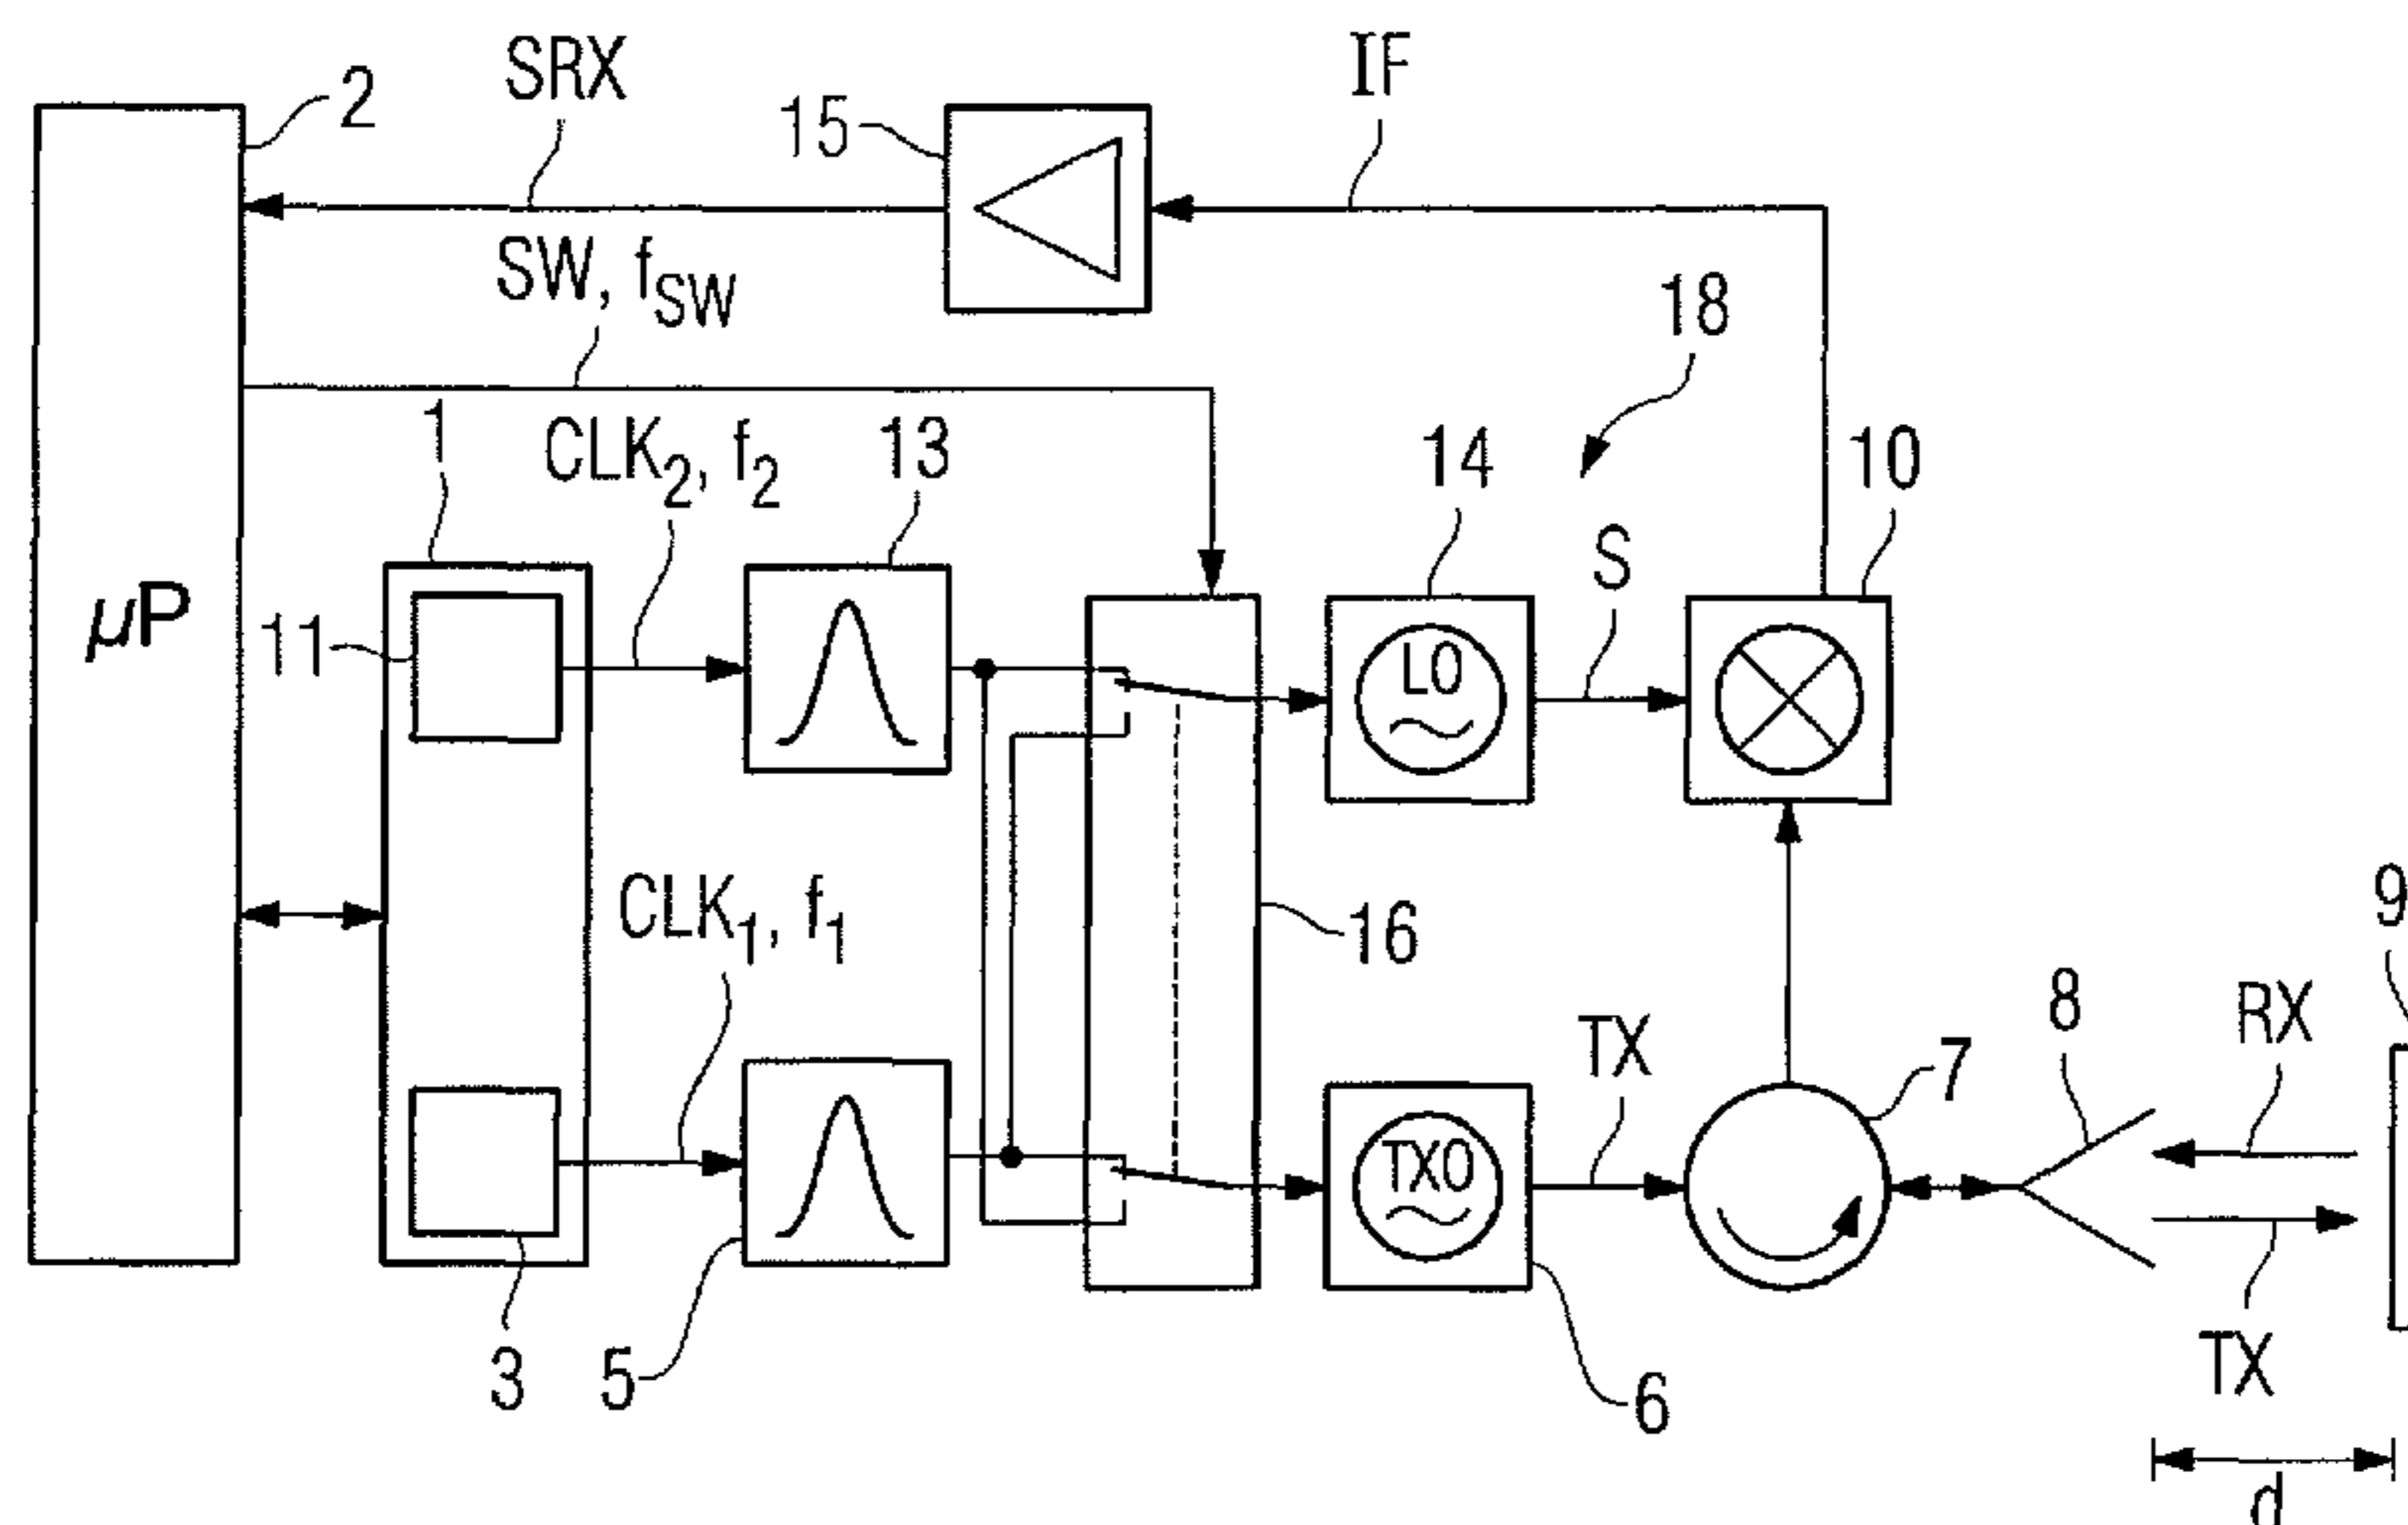 SRX
IF
2
15
SW, fSW
18
1
CLK2, f2
13
14
10
S
μP
11
LO
CLK1, f1
16
9
8
RX
TX
7
TXO
3
5
6
TX
d